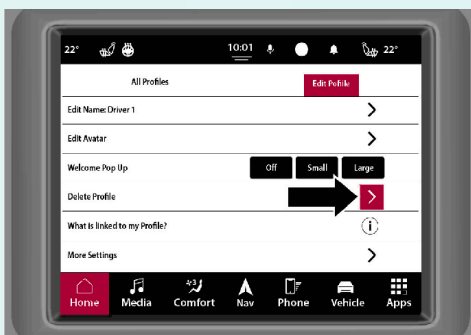 22° 10:01 22°
All Profiles Edit Pofiile
Edit Name: Driver 1
Edit Avatar
Welcome Pop Up Off Small Large
Delete Profile
What is linked to my Profile?
More Settings
Home Media Comfort Nav Phone Vehicle Apps